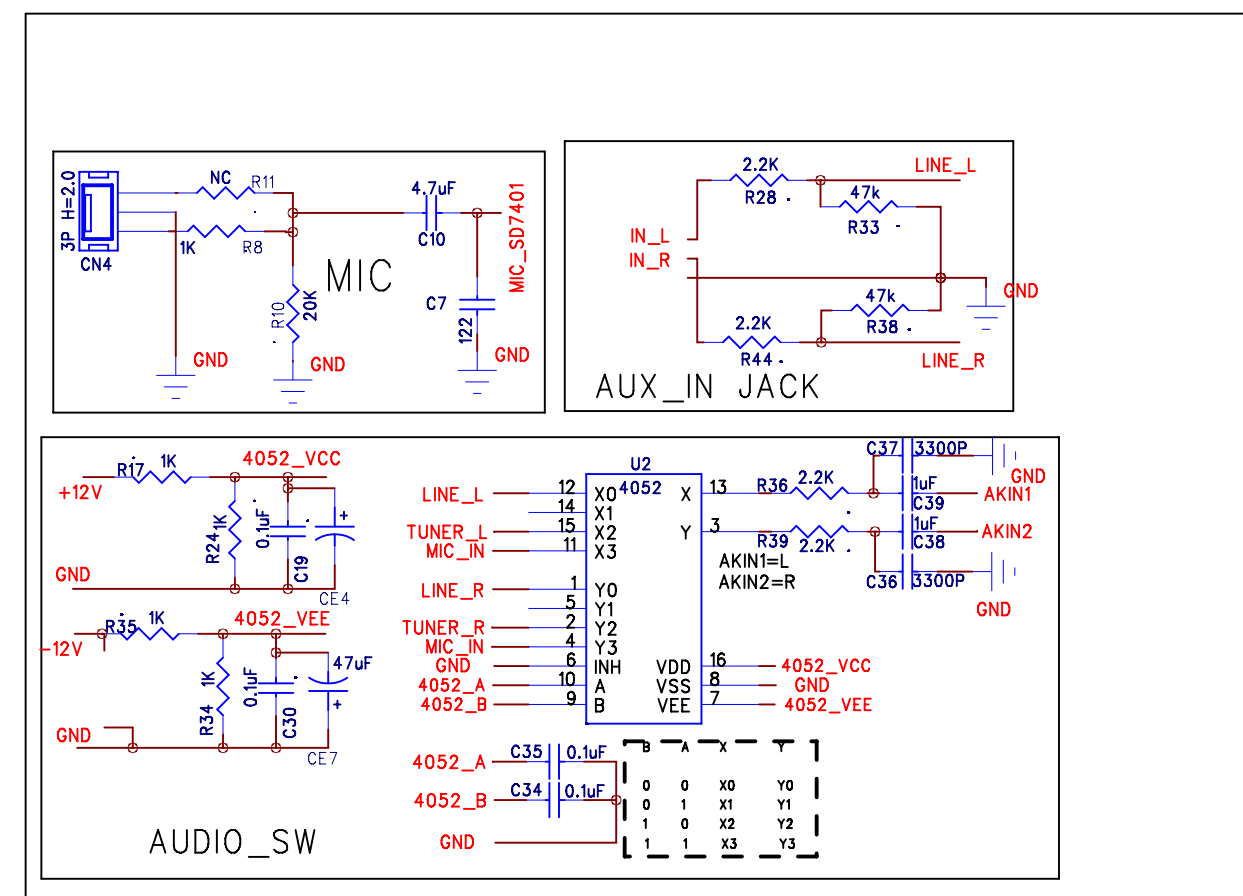 3P H=2.0
CN4
NC
R11
1K
R8
R10
20K
MIC
4.7uF
C10
C7
122
MIC_SD7401
GND
GND
GND
2.2K
R28
LINE_L
47k
R33
IN_L
IN_R
GND
47k
R38
2.2K
R44
LINE_R
AUX_IN JACK
R17
1K
4052_VCC
+12V
R24
1K
0.1uF
C19
+
CE4
GND
R35
1K
4052_VEE
-12V
R34
1K
0.1uF
C30
47uF
+
CE7
GND
AUDIO_SW
U2
4052
LINE_L 12 X0
14 X1
TUNER_L 15 X2
MIC_IN 11 X3
LINE_R 1 Y0
5 Y1
TUNER_R 2 Y2
MIC_IN 4 Y3
GND 6 INH
4052_A 10 A
4052_B 9 B
X 13
Y 3
VDD 16 4052_VCC
VSS 8 GND
VEE 7 4052_VEE
R36
2.2K
C37
3300P
GND
1uF
C39
AKIN1
R39
2.2K
1uF
C38
AKIN2
C36
3300P
GND
AKIN1=L
AKIN2=R
4052_A
C35
0.1uF
4052_B
C34
0.1uF
GND
B A X Y
0 0 X0 Y0
0 1 X1 Y1
1 0 X2 Y2
1 1 X3 Y3